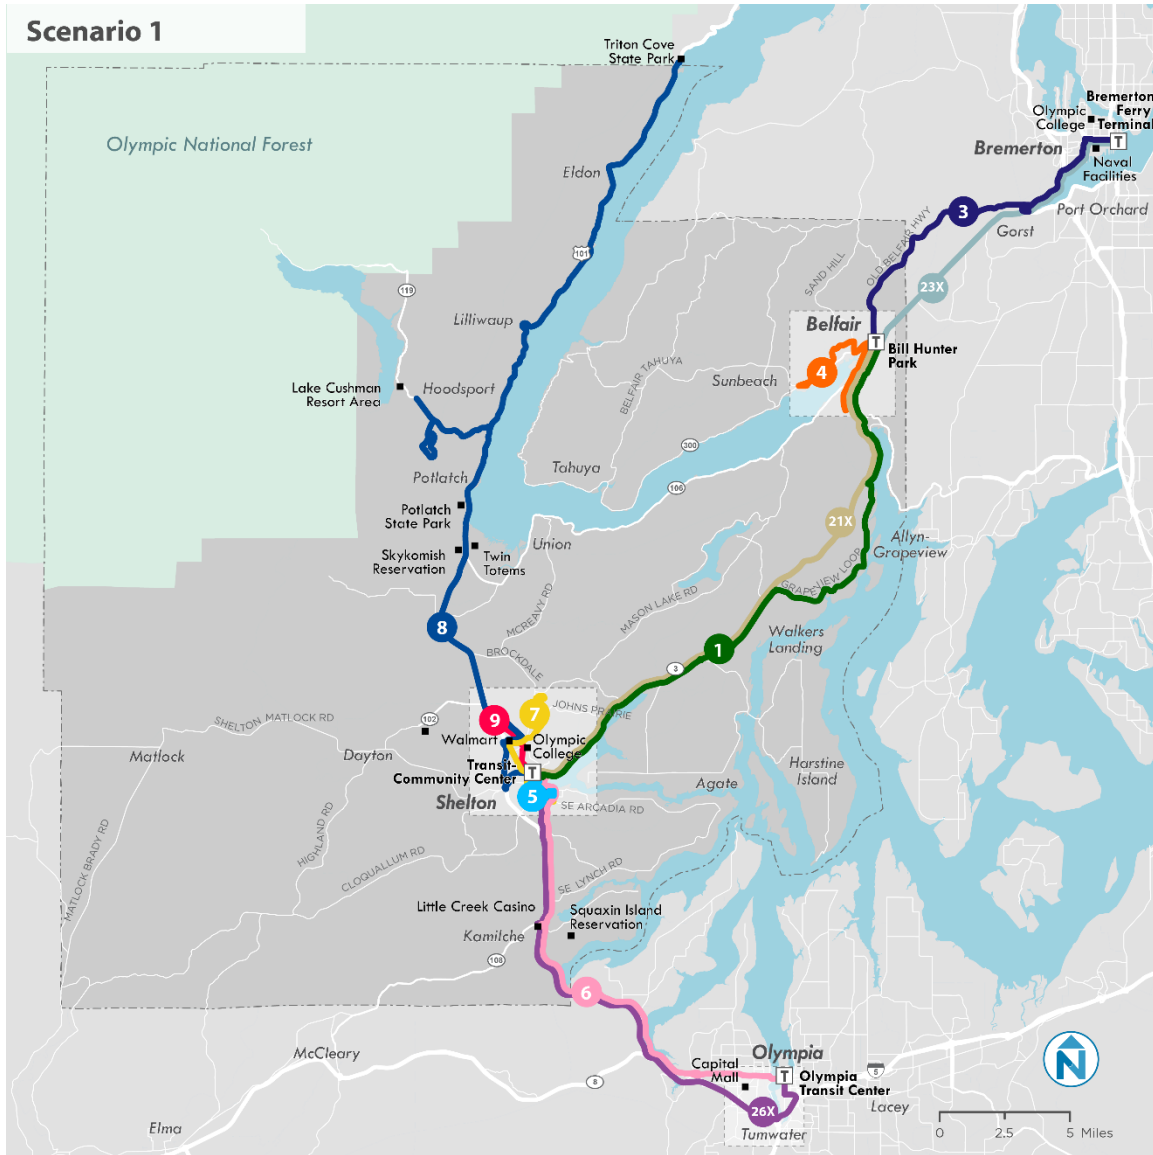 Scenario 1
Triton Cove
State Park
Olympic National Forest
Eldon
101
Bremerton
Ferry
Terminal
Olympic
College
Bremerton
T
Naval
Facilities
Port Orchard
Gorst
3
OLD BELFAIR HWY
SAND HILL
23X
119
Lilliwaup
Belfair
T
Bill Hunter
Park
4
Sunbeach
BELFAIR TAHUYA
Lake Cushman
Resort Area
Hoodsport
300
Tahuya
106
Potlatch
Potlatch
State Park
Skykomish
Reservation
Twin
Totems
Union
21X
Allyn-
Grapeview
GRAPEVIEW LOOP
MCREAVY RD
MASON LAKE RD
8
Walkers
Landing
1
3
BROCKDALE
JOHNS PRAIRIE
9
7
SHELTON MATLOCK RD
102
Matlock
Dayton
Walmart
Olympic
College
Transit-
Community Center
T
Shelton
5
SE ARCADIA RD
Agate
Harstine
Island
MATLOCK BRADY RD
HIGHLAND RD
CLOQUALLUM RD
SE LYNCH RD
Little Creek Casino
Squaxin Island
Reservation
Kamilche
108
6
McCleary
8
Capital
Mall
Olympia
T
Olympia
Transit Center
5
26X
Tumwater
Lacey
Elma
N
0 2.5 5 Miles